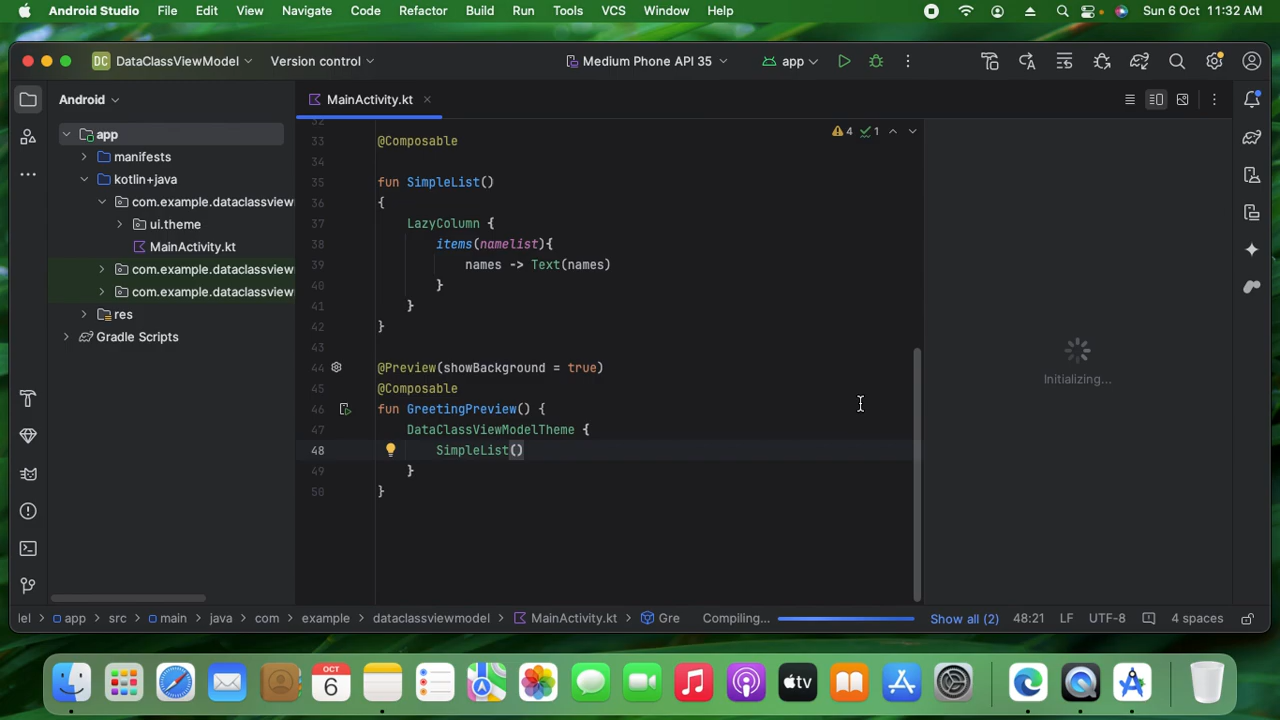 Android Studio File Edit View Navigate Code Refactor Build Run Tools VCS Window Help Sun 6 Oct 11:32 AM
DC DataClassViewModel Version control Medium Phone API 35 app
Android MainActivity.kt
app
manifests
kotlin+java
com.example.dataclassview
ui.theme
MainActivity.kt
com.example.dataclassview
com.example.dataclassview
res
Gradle Scripts
4 1
32
33 @Composable
34
35 fun SimpleList()
36 {
37 LazyColumn {
38 items(namelist){
39 names -> Text(names)
40 }
41 }
42 }
43
44 @Preview(showBackground = true)
45 @Composable
46 fun GreetingPreview() {
47 DataClassViewModelTheme {
48 SimpleList()
49 }
50 }
Initializing...
lel app src main java com example dataclassviewmodel MainActivity.kt Gre Compiling... Show all (2) 48:21 LF UTF-8 4 spaces
OCT
6
tv